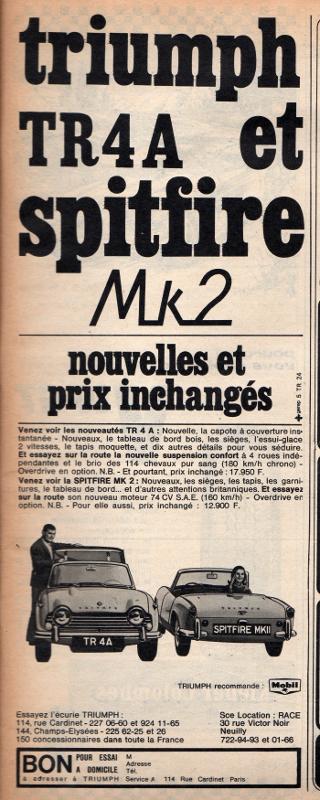 triumph
TR4A et
spitfire
Mk2
nouvelles et
prix inchangés
Venez voir les nouveautés TR 4 A : Nouvelle, la capote à couverture ins-
tantanée - Nouveaux, le tableau de bord bois, les sièges, l'essui-glace
2 vitesses, le tapis moquette, et dix autres détails pour vous séduire.
Et essayez sur la route la nouvelle suspension confort à 4 roues indé-
pendantes et le brio des 114 chevaux pur sang (180 km/h chrono) -
Overdrive en option. N.B. - Et pourtant, prix inchangé : 17.950 F.
Venez voir la SPITFIRE MK 2 : Nouveaux, les sièges, les tapis, les garni-
tures, le tableau de bord... et d'autres attentions britanniques. Et essayez
sur la route son nouveau moteur 74 CV S.A.E. (160 km/h) - Overdrive en
option. N.B. - Pour elle aussi, prix inchangé : 12.900 F.
5 TR 24
TRIUMPH
TR 4A
SPITFIRE MKII
TRIUMPH recommande : Mobil
Essayez l'écurie TRIUMPH :
114, rue Cardinet - 227 06-60 et 924 11-65
144, Champs-Elysées - 225 62-25 et 26
150 concessionnaires dans toute la France
Sce Location : RACE
30 rue Victor Noir
Neuilly
722-94-93 et 01-66
BON POUR ESSAI A DOMICILE
M
Adresse
Tél.
à adresser à TRIUMPH Service A 114 Rue Cardinet Paris